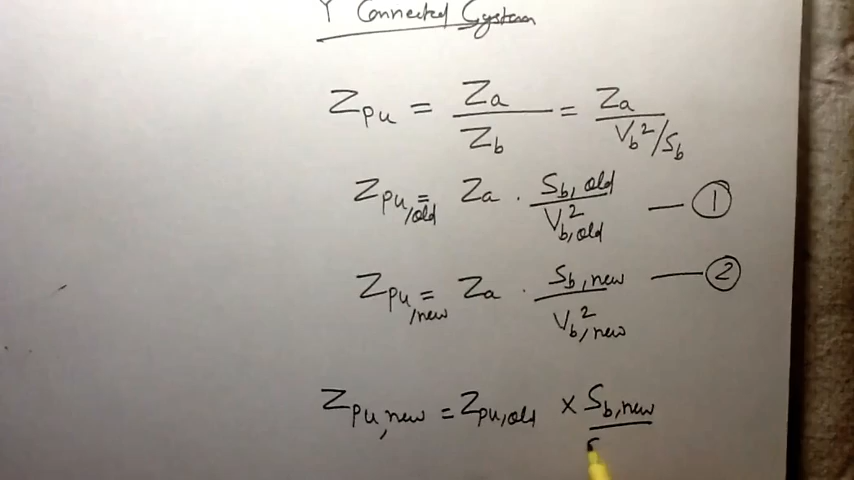 Y Connected System
Zpu = Za / Zb = Za / (Vb²/Sb)
Zpu,old = Za · Sb,old / V²b,old — ①
Zpu,new = Za · Sb,new / V²b,new — ②
Zpu,new = Zpu,old × Sb,new / S